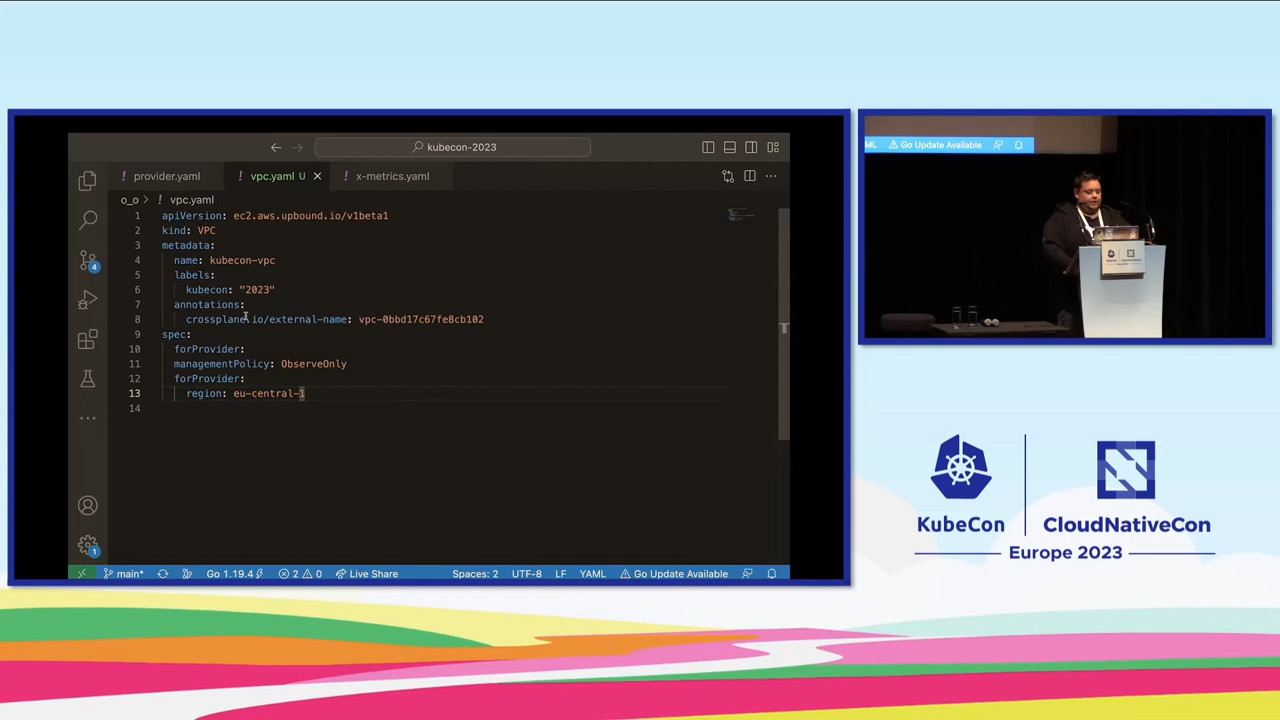 kubecon-2023
provider.yaml
vpc.yaml U
x-metrics.yaml
o_o > vpc.yaml
1 apiVersion: ec2.aws.upbound.io/v1beta1
2 kind: VPC
3 metadata:
4 name: kubecon-vpc
5 labels:
6 kubecon: "2023"
7 annotations:
8 crossplane.io/external-name: vpc-0bbd17c67fe8cb102
9 spec:
10 forProvider:
11 managementPolicy: ObserveOnly
12 forProvider:
13 region: eu-central-1
14
4
1
main*
Go 1.19.4
2 0
Live Share
Spaces: 2
UTF-8
LF
YAML
Go Update Available
ML Go Update Available
KubeCon
CloudNativeCon
Europe 2023